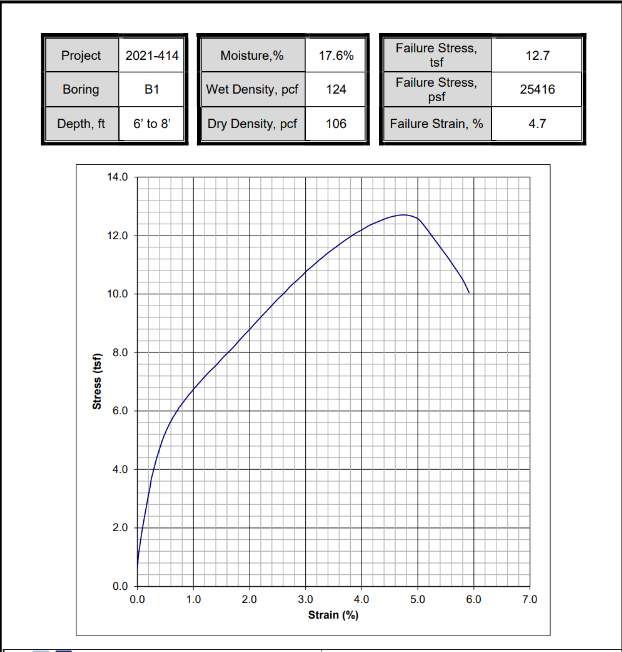 Project 2021-414
Boring B1
Depth, ft 6' to 8'
Moisture,% 17.6%
Wet Density, pcf 124
Dry Density, pcf 106
Failure Stress,
tsf 12.7
Failure Stress,
psf 25416
Failure Strain, % 4.7
14.0
12.0
10.0
8.0
6.0
4.0
2.0
0.0
Stress (tsf)
0.0 1.0 2.0 3.0 4.0 5.0 6.0 7.0
Strain (%)